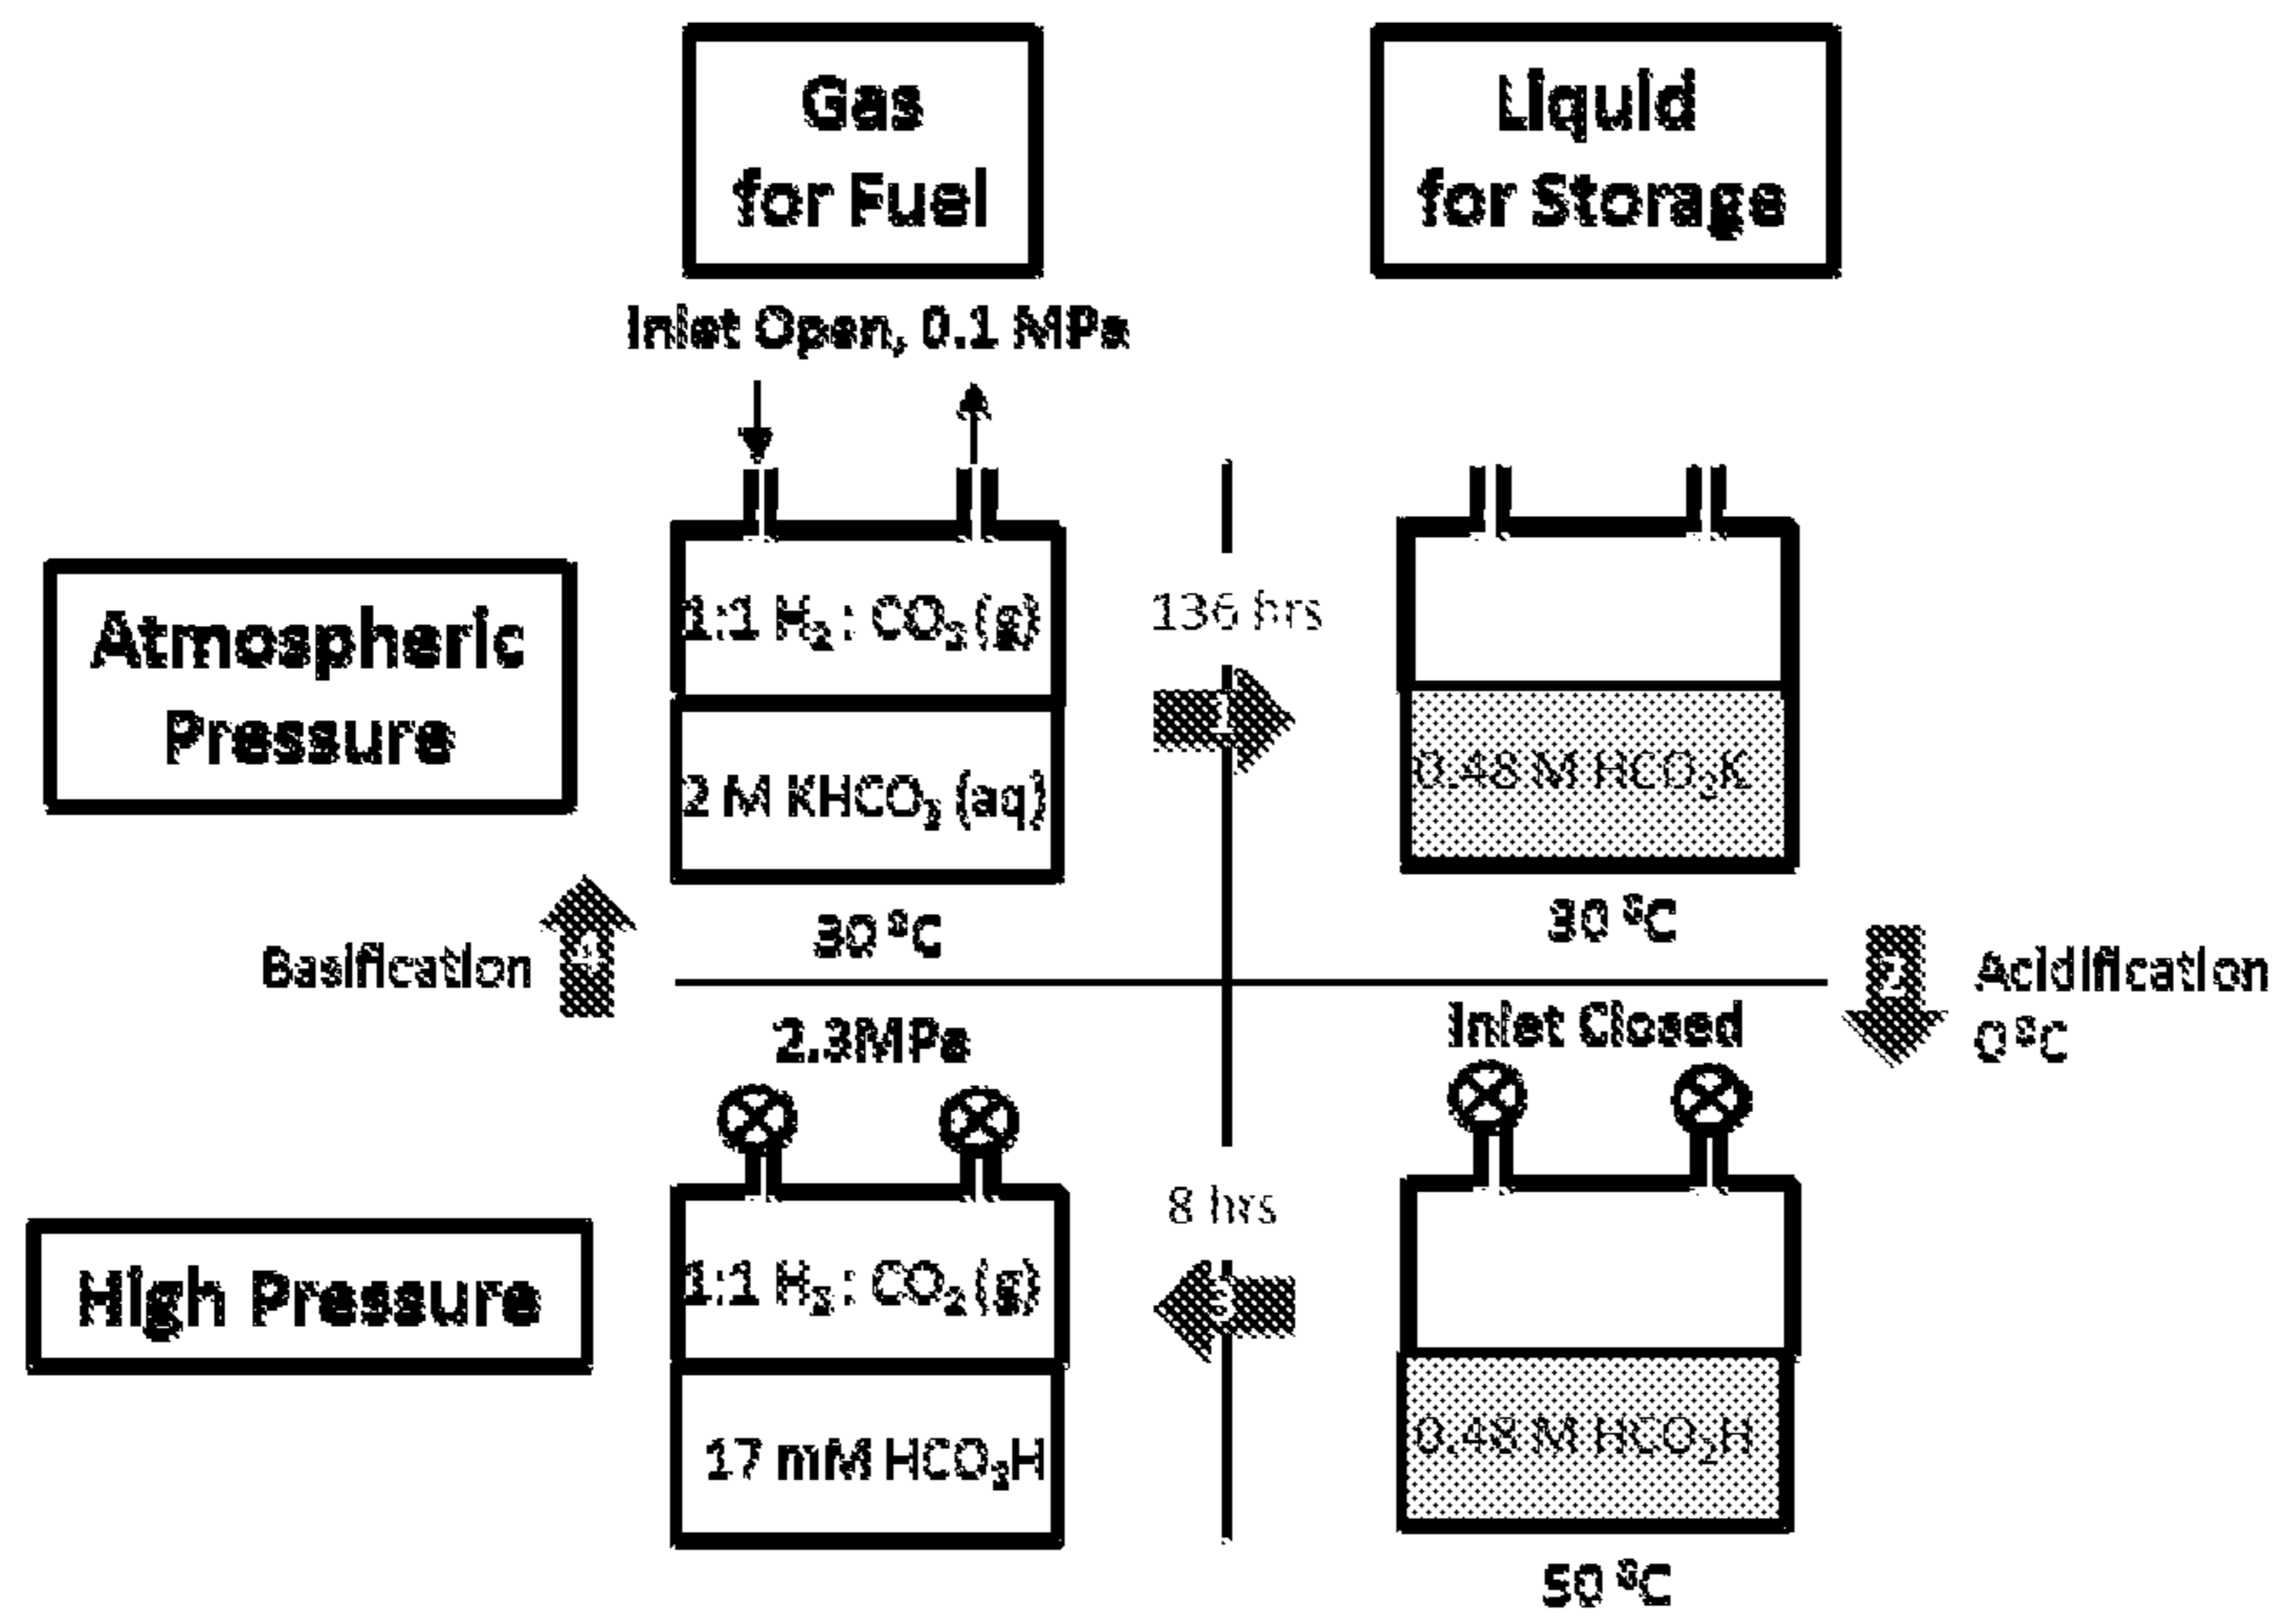 Gas
for Fuel
Liquid
for Storage
Inlet Open, 0.1 MPa
Atmospheric
Pressure
1:1 H₂ : CO₂ (g)
2 M KHCO₃ (aq)
30 ºC
136 hrs
1
0.48 M HCO₂K
30 ºC
Basification
4
2
Acidification
0 ºC
2.3MPa
Inlet Closed
High Pressure
1:1 H₂ : CO₂ (g)
17 mM HCO₂H
8 hrs
3
0.48 M HCO₂H
50 ºC